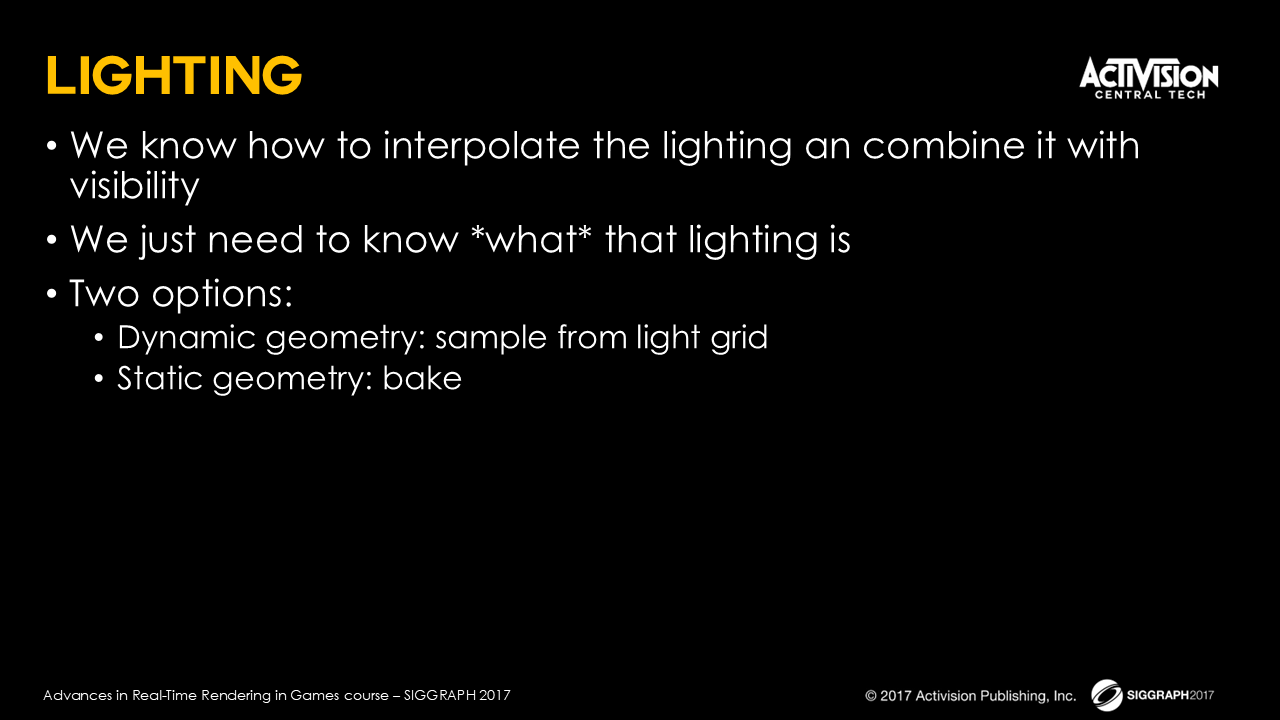 LIGHTING
ACTIVISION
CENTRAL TECH
• We know how to interpolate the lighting an combine it with
visibility
• We just need to know *what* that lighting is
• Two options:
• Dynamic geometry: sample from light grid
• Static geometry: bake
Advances in Real-Time Rendering in Games course – SIGGRAPH 2017
© 2017 Activision Publishing, Inc.
SIGGRAPH2017